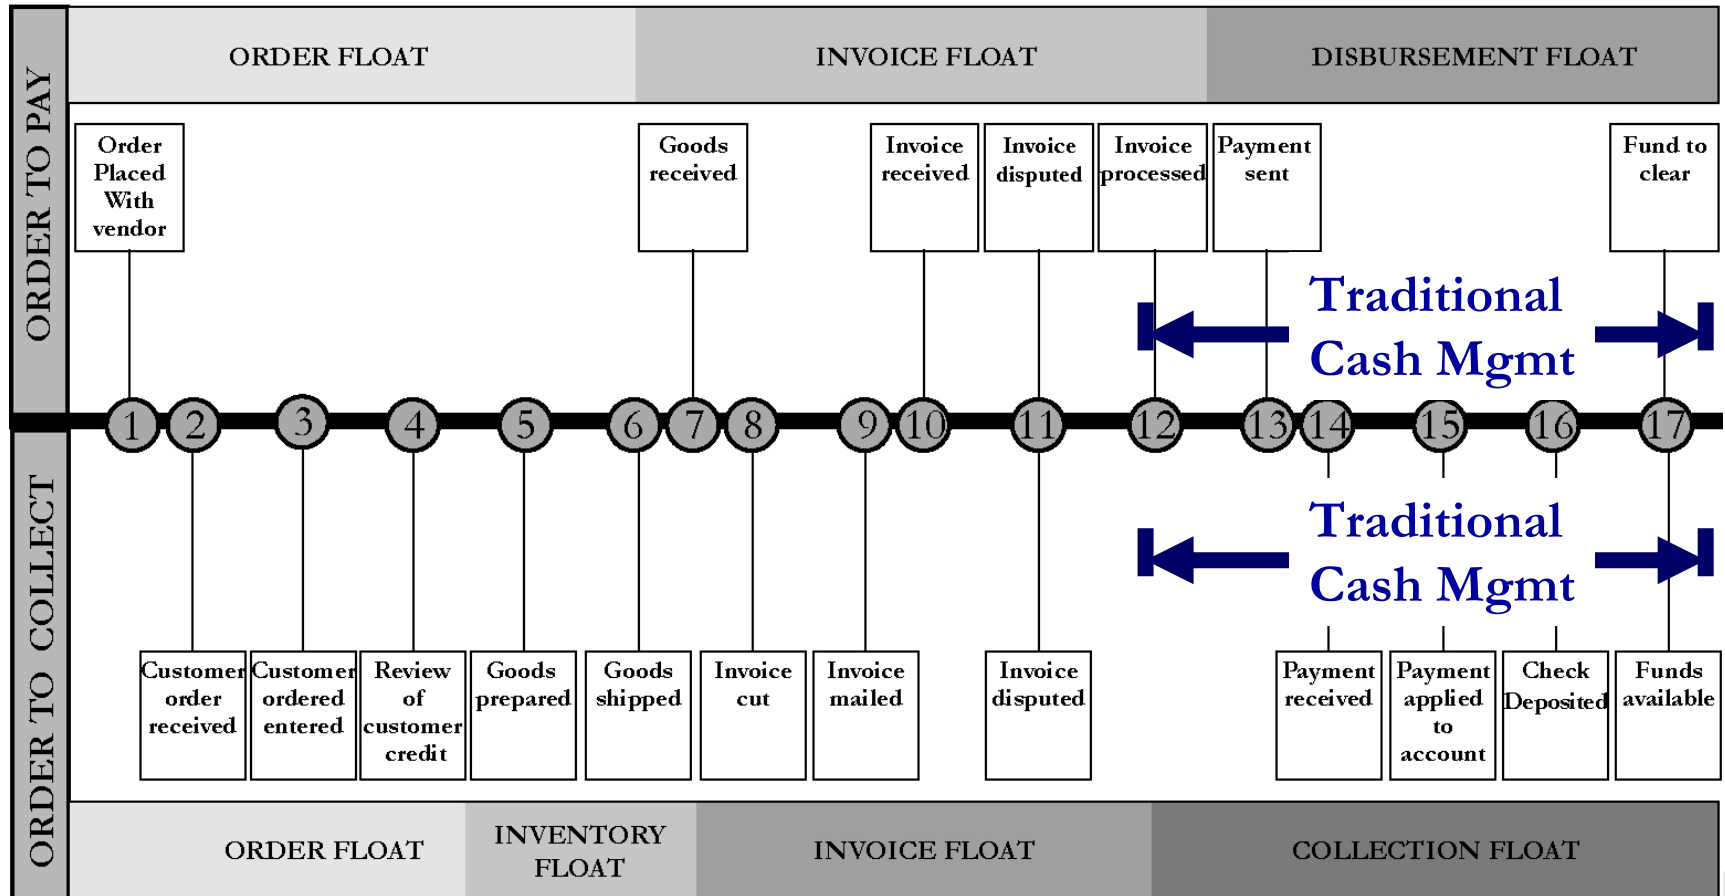 ORDER TO PAY
ORDER FLOAT
INVOICE FLOAT
DISBURSEMENT FLOAT
Order
Placed
With
vendor
Goods
received
Invoice
received
Invoice
disputed
Invoice
processed
Payment
sent
Fund to
clear
Traditional
Cash Mgmt
1 2 3 4 5 6 7 8 9 10 11 12 13 14 15 16 17
ORDER TO COLLECT
Traditional
Cash Mgmt
Customer
order
received
Customer
ordered
entered
Review
of
customer
credit
Goods
prepared
Goods
shipped
Invoice
cut
Invoice
mailed
Invoice
disputed
Payment
received
Payment
applied
to
account
Check
Deposited
Funds
available
ORDER FLOAT
INVENTORY
FLOAT
INVOICE FLOAT
COLLECTION FLOAT